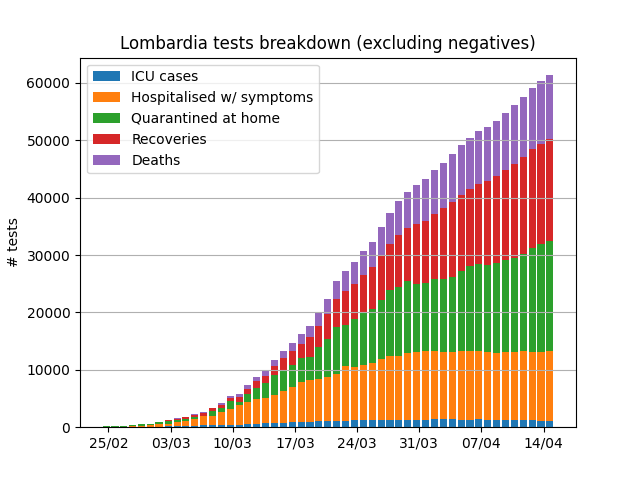 Lombardia tests breakdown (excluding negatives)
ICU cases
Hospitalised w/ symptoms
Quarantined at home
Recoveries
Deaths
# tests
60000
50000
40000
30000
20000
10000
0
25/02
03/03
10/03
17/03
24/03
31/03
07/04
14/04